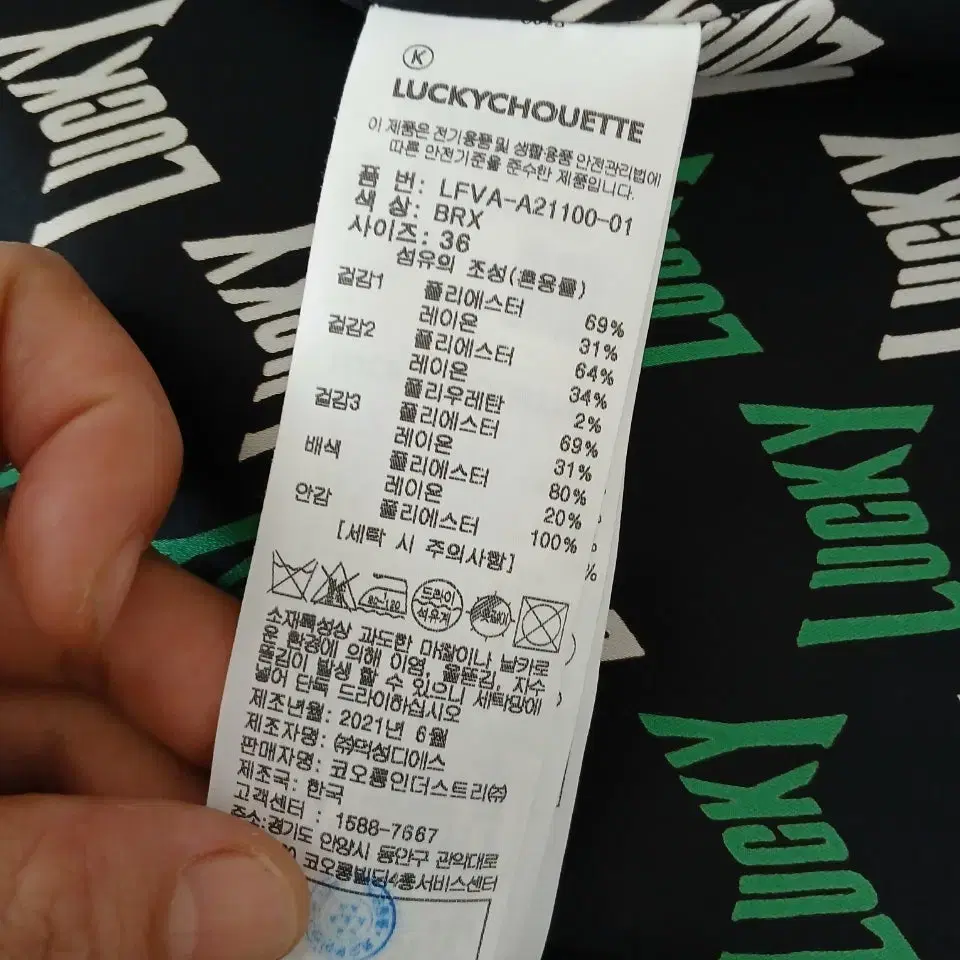 K
LUCKYCHOUETTE
이 제품은 전기용품 및 생활용품 안전관리법에
따른 안전기준을 준수한 제품입니다.
품 번: LFVA-A21100-01
색 상: BRX
사이즈: 36
섬유의 조성(혼용률)
겉감1 폴리에스터 69%
레이온 31%
겉감2 폴리에스터 64%
레이온 34%
폴리우레탄 2%
겉감3 폴리에스터 69%
레이온 31%
배색 폴리에스터 80%
레이온 20%
안감 폴리에스터 100%
[세탁 시 주의사항]
80~120
드라이
석유계
소재특성상 과도한 마찰이나 날카로
운 환경에 의해 이염, 올뜯김, 자수
풀김이 발생 할 수 있으니 세탁망에
넣어 단독 드라이하십시오
제조년월: 2021년 6월
제조자명: ㈜덕성디에스
판매자명: 코오롱인더스트리㈜
제조국: 한국
고객센터 : 1588-7667
주소:경기도 안양시 동안구 관악대로
코오롱빌딩4층서비스센터
LUCKY
LUCKY
LUCKY
LUCKY
LUCKY